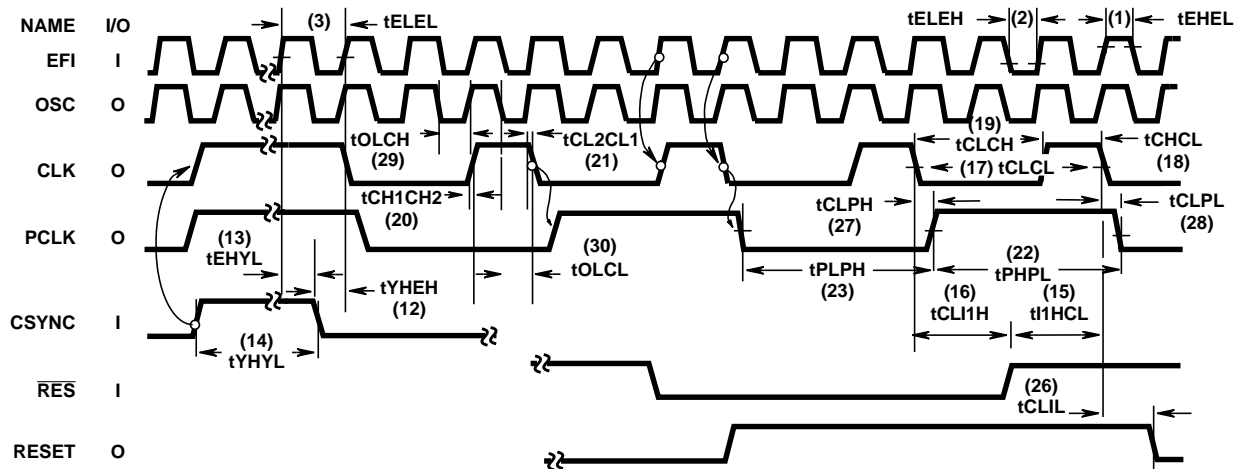 NAME I/O (3) tELEL tELEH (2) (1) tEHEL
EFI I
OSC O
tOLCH (29) tCL2CL1 (21) (19) tCLCH tCHCL (18)
CLK O (17) tCLCL
tCH1CH2 (20) tCLPH (27) tCLPL (28)
PCLK O
(13) tEHYL (30) tOLCL tPLPH (23) (22) tPHPL
tYHEH (12) (16) tCLI1H (15) tI1HCL
CSYNC I
(14) tYHYL
RES I (26) tCLIL
RESET O